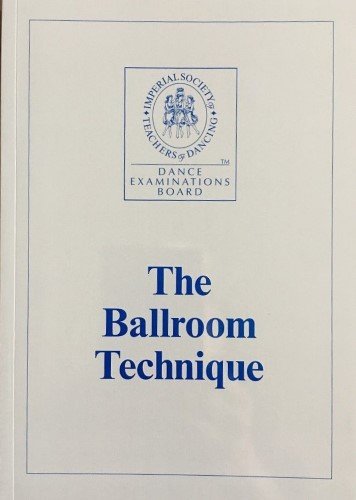 IMPERIAL SOCIETY of
TEACHERS of DANCING
TM
DANCE
EXAMINATIONS
BOARD
The
Ballroom
Technique